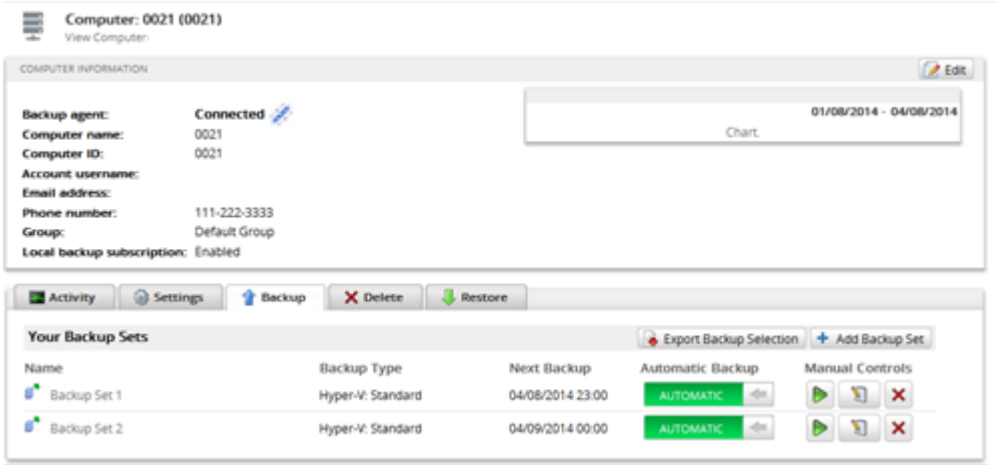 Computer: 0021 (0021)
View Computer:
COMPUTER INFORMATION
Edit
Backup agent: Connected
01/08/2014 - 04/08/2014
Computer name: 0021
Chart.
Computer ID: 0021
Account username:
Email address:
Phone number: 111-222-3333
Group: Default Group
Local backup subscription: Enabled
Activity Settings Backup Delete Restore
Your Backup Sets Export Backup Selection Add Backup Set
Name Backup Type Next Backup Automatic Backup Manual Controls
Backup Set 1 Hyper-V: Standard 04/08/2014 23:00 AUTOMATIC
Backup Set 2 Hyper-V: Standard 04/09/2014 00:00 AUTOMATIC